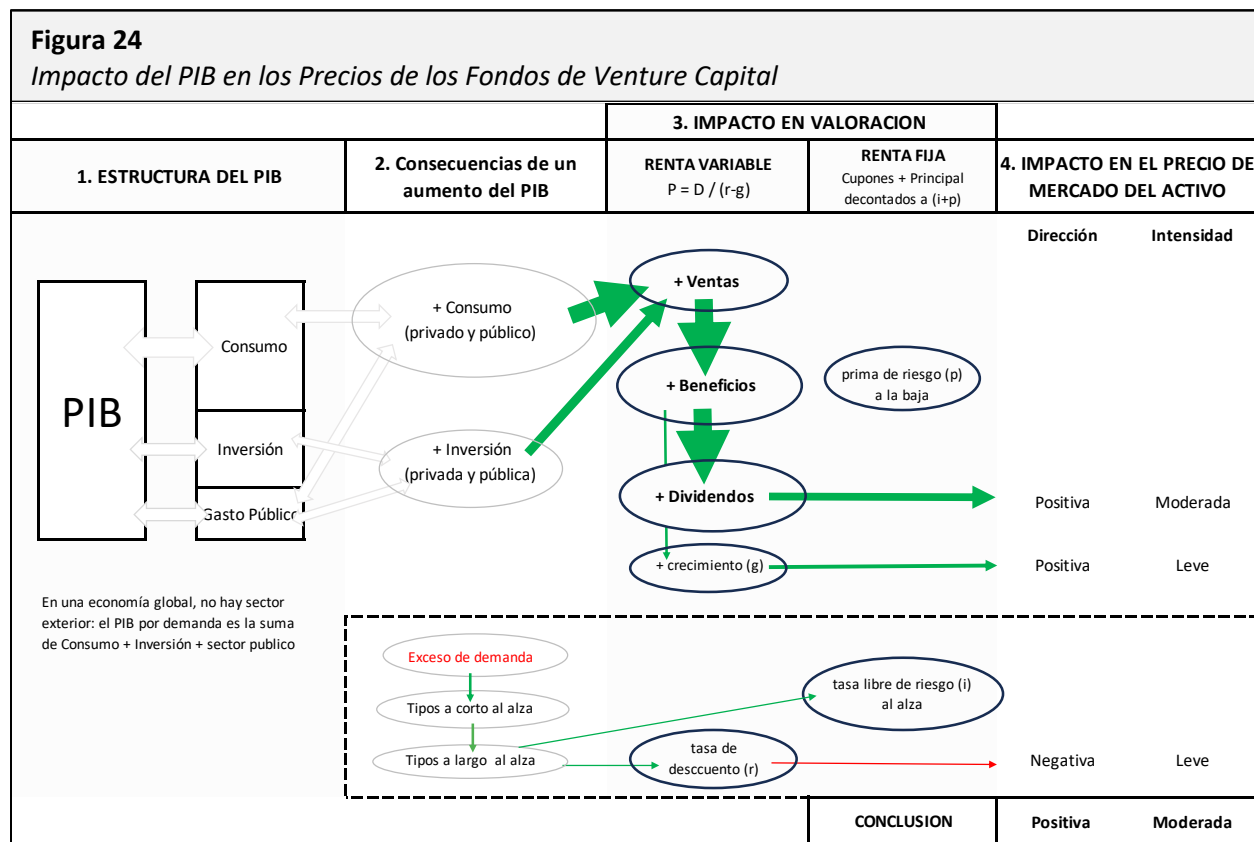 Figura 24
Impacto del PIB en los Precios de los Fondos de Venture Capital
3. IMPACTO EN VALORACION
1. ESTRUCTURA DEL PIB
2. Consecuencias de un
aumento del PIB
RENTA VARIABLE
P = D / (r-g)
RENTA FIJA
Cupones + Principal
decontados a (i+p)
4. IMPACTO EN EL PRECIO DE
MERCADO DEL ACTIVO
Dirección
Intensidad
PIB
Consumo
Inversión
Gasto Público
+ Consumo
(privado y público)
+ Inversión
(privada y pública)
+ Ventas
+ Beneficios
prima de riesgo (p)
a la baja
+ Dividendos
Positiva
Moderada
+ crecimiento (g)
Positiva
Leve
En una economía global, no hay sector
exterior: el PIB por demanda es la suma
de Consumo + Inversión + sector publico
Exceso de demanda
Tipos a corto al alza
Tipos a largo al alza
tasa libre de riesgo (i)
al alza
tasa de
desccuento (r)
Negativa
Leve
CONCLUSION
Positiva
Moderada